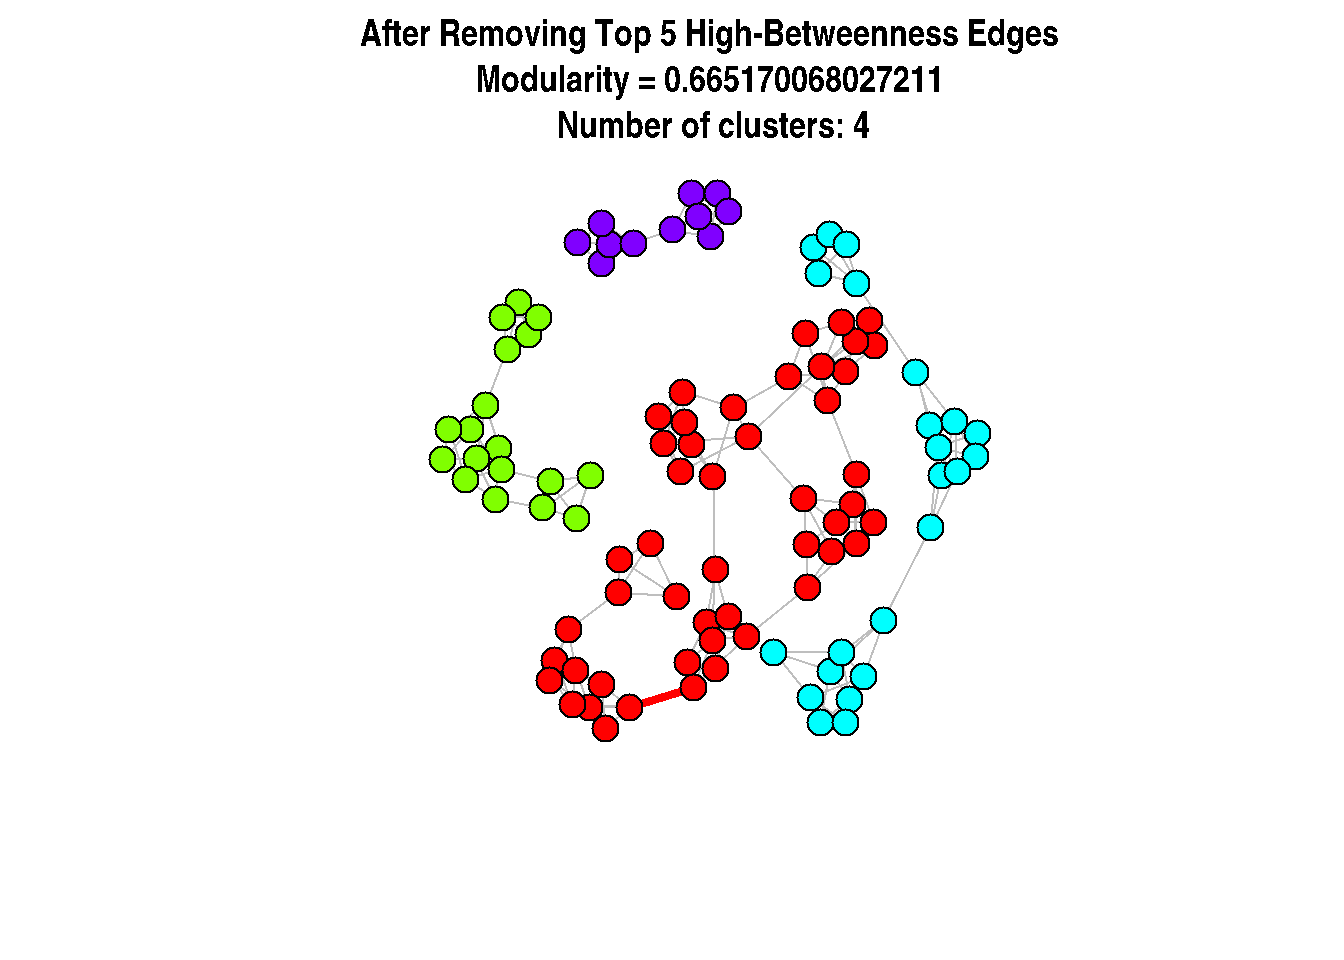 After Removing Top 5 High-Betweenness Edges
Modularity = 0.665170068027211
Number of clusters: 4